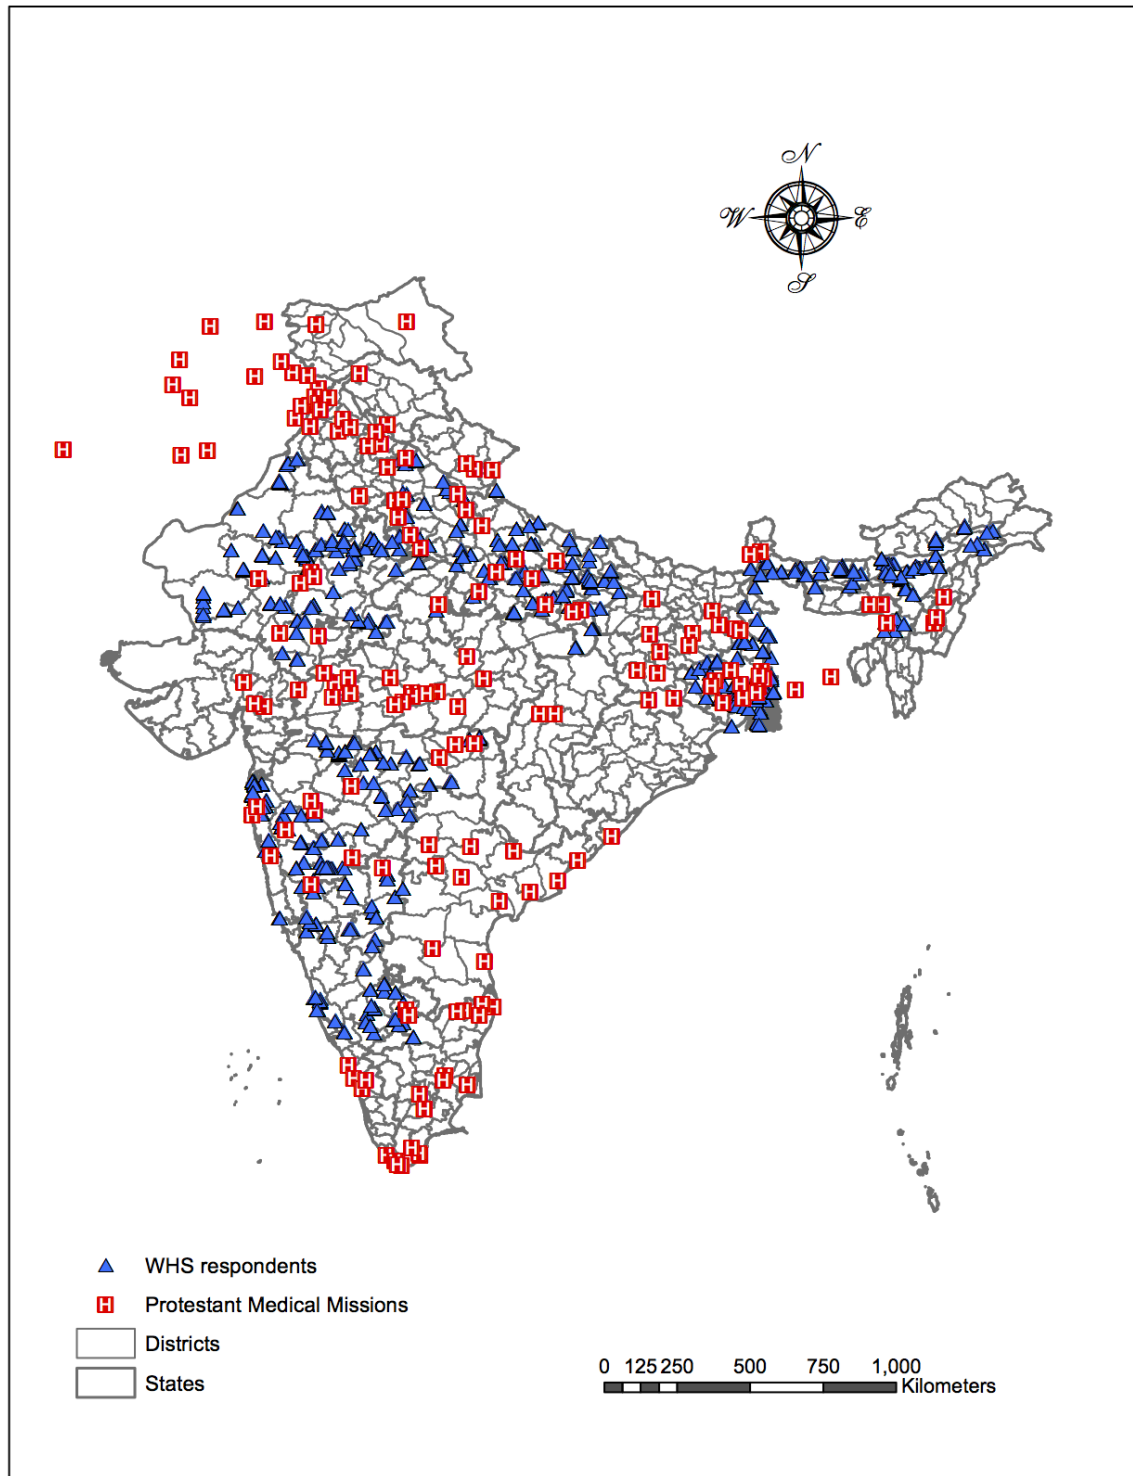 N
W E
S
WHS respondents
Protestant Medical Missions
Districts
States
0 125 250 500 750 1,000
Kilometers